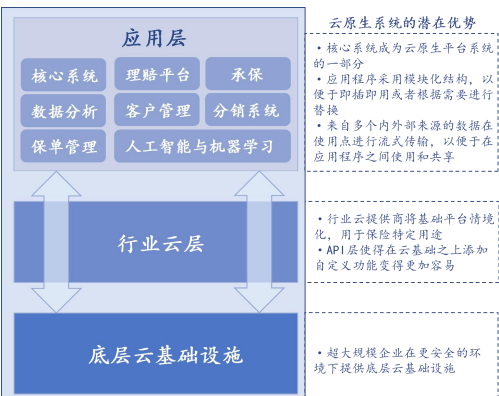 应用层
核心系统 理赔平台 承保
数据分析 客户管理 分销系统
保单管理 人工智能与机器学习
行业云层
底层云基础设施
云原生系统的潜在优势
·核心系统成为云原生平台系统
的一部分
·应用程序采用模块化结构，以
便于即插即用或者根据需要进行
替换
·来自多个内外部来源的数据在
使用点进行流式传输，以便于在
应用程序之间使用和共享
·行业云提供商将基础平台情境
化，用于保险特定用途
·API层使得在云基础之上添加
自定义功能变得更加容易
·超大规模企业在更安全的环
境下提供底层云基础设施